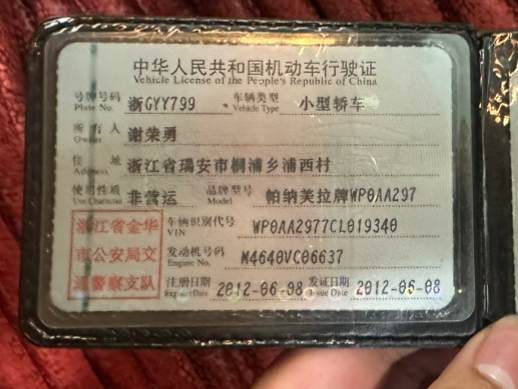 中华人民共和国机动车行驶证
Vehicle License of the People's Republic of China
号牌号码 浙GYY799 车辆类型 小型轿车
Plate No. Vehicle Type
所有人 谢荣勇
Owner
住址 浙江省瑞安市桐浦乡浦西村
Address
使用性质 非营运 品牌型号 帕纳美拉牌WP0AA297
Use Character Model
浙江省金华 车辆识别代号 WP0AA2977CL019340
VIN
市公安局交 发动机号码 M4640VC06637
Engine No.
通警察支队 注册日期 2012-06-08 发证日期 2012-06-08
Register Date Issue Date